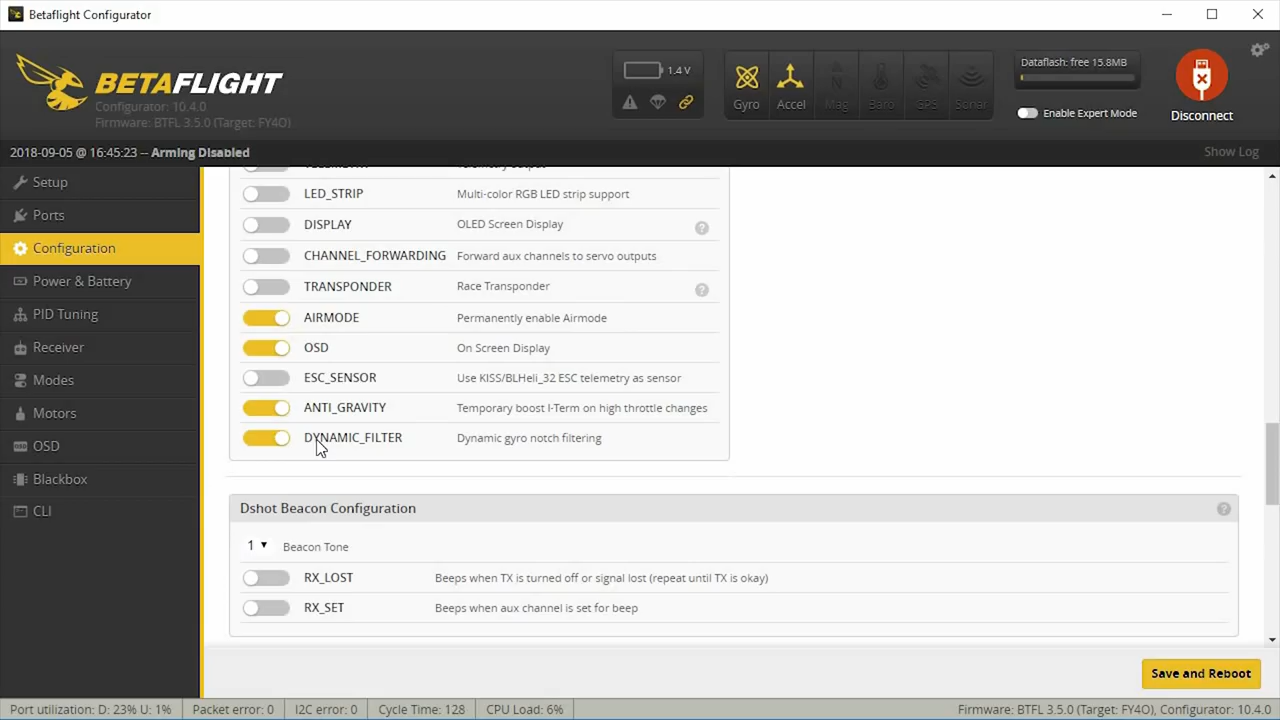 Betaflight Configurator
BETAFLIGHT
Configurator: 10.4.0
Firmware: BTFL 3.5.0 (Target: FY4O)
1.4 V
Gyro
Accel
Mag
Baro
GPS
Sonar
Dataflash: free 15.8MB
Enable Expert Mode
Disconnect
2018-09-05 @ 16:45:23 -- Arming Disabled
Show Log
Setup
Ports
Configuration
Power & Battery
PID Tuning
Receiver
Modes
Motors
OSD
Blackbox
CLI
LED_STRIP Multi-color RGB LED strip support
DISPLAY OLED Screen Display ?
CHANNEL_FORWARDING Forward aux channels to servo outputs
TRANSPONDER Race Transponder ?
AIRMODE Permanently enable Airmode
OSD On Screen Display
ESC_SENSOR Use KISS/BLHeli_32 ESC telemetry as sensor
ANTI_GRAVITY Temporary boost I-Term on high throttle changes
DYNAMIC_FILTER Dynamic gyro notch filtering
Dshot Beacon Configuration ?
1 Beacon Tone
RX_LOST Beeps when TX is turned off or signal lost (repeat until TX is okay)
RX_SET Beeps when aux channel is set for beep
Save and Reboot
Port utilization: D: 23% U: 1% Packet error: 0 I2C error: 0 Cycle Time: 128 CPU Load: 6% Firmware: BTFL 3.5.0 (Target: FY4O), Configurator: 10.4.0